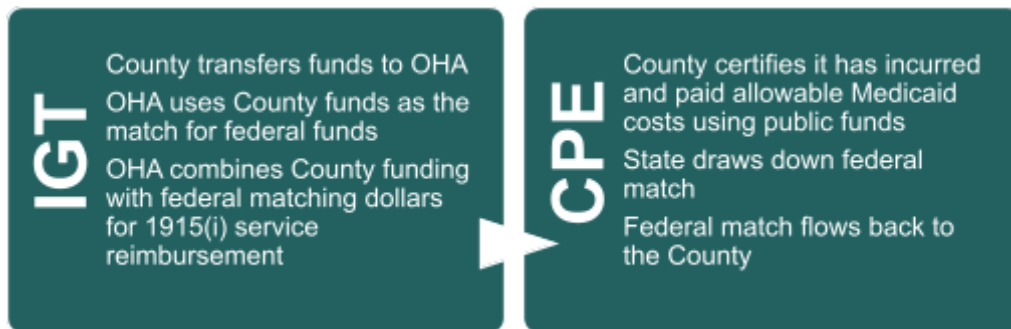 IGT
County transfers funds to OHA
OHA uses County funds as the
match for federal funds
OHA combines County funding
with federal matching dollars
for 1915(i) service
reimbursement
CPE
County certifies it has incurred
and paid allowable Medicaid
costs using public funds
State draws down federal
match
Federal match flows back to
the County